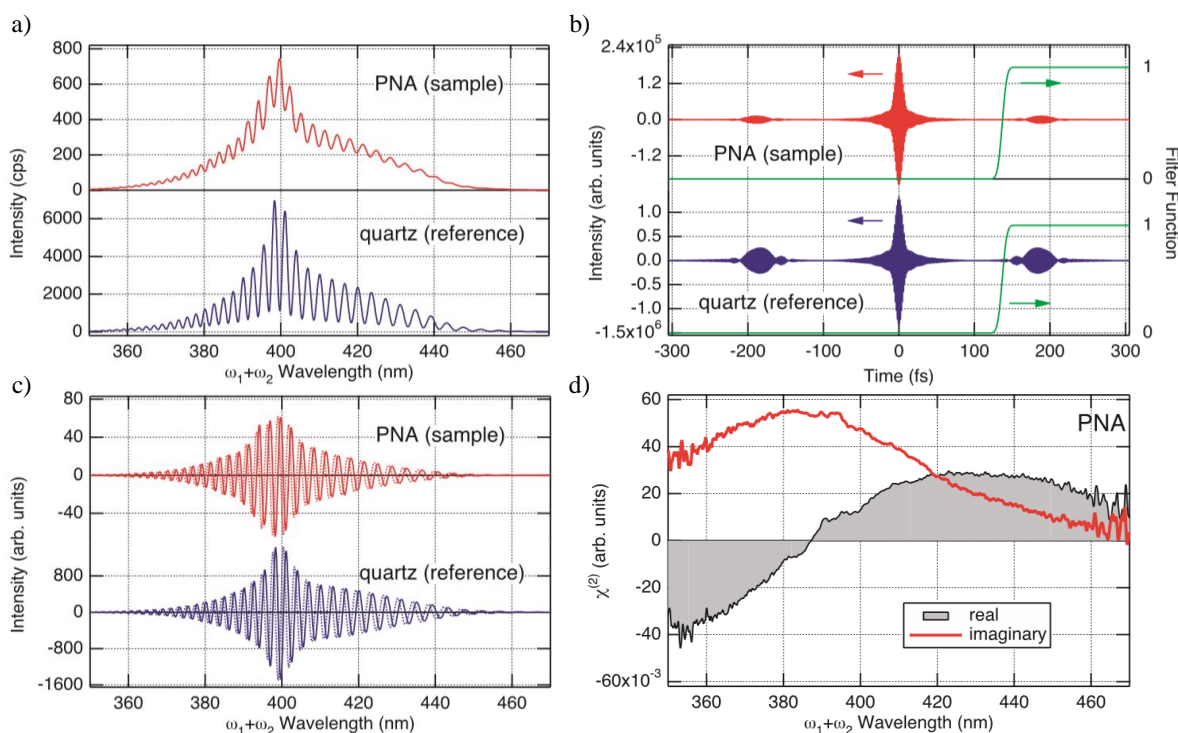 a)
800
600
400
200
0
PNA (sample)
6000
4000
2000
0
quartz (reference)
Intensity (cps)
360 380 400 420 440 460
ω₁+ω₂ Wavelength (nm)
b)
2.4x10⁵
1.2
0.0
-1.2
PNA (sample)
1
0
1.0
0.5
0.0
-0.5
-1.0
-1.5x10⁶
quartz (reference)
1
0
Intensity (arb. units)
Filter Function
-300 -200 -100 0 100 200 300
Time (fs)
c)
80
40
0
-40
PNA (sample)
800
0
-800
-1600
quartz (reference)
Intensity (arb. units)
360 380 400 420 440 460
ω₁+ω₂ Wavelength (nm)
d)
60
40
20
0
-20
-40
-60x10⁻³
PNA
real
imaginary
χ⁽²⁾ (arb. units)
360 380 400 420 440 460
ω₁+ω₂ Wavelength (nm)